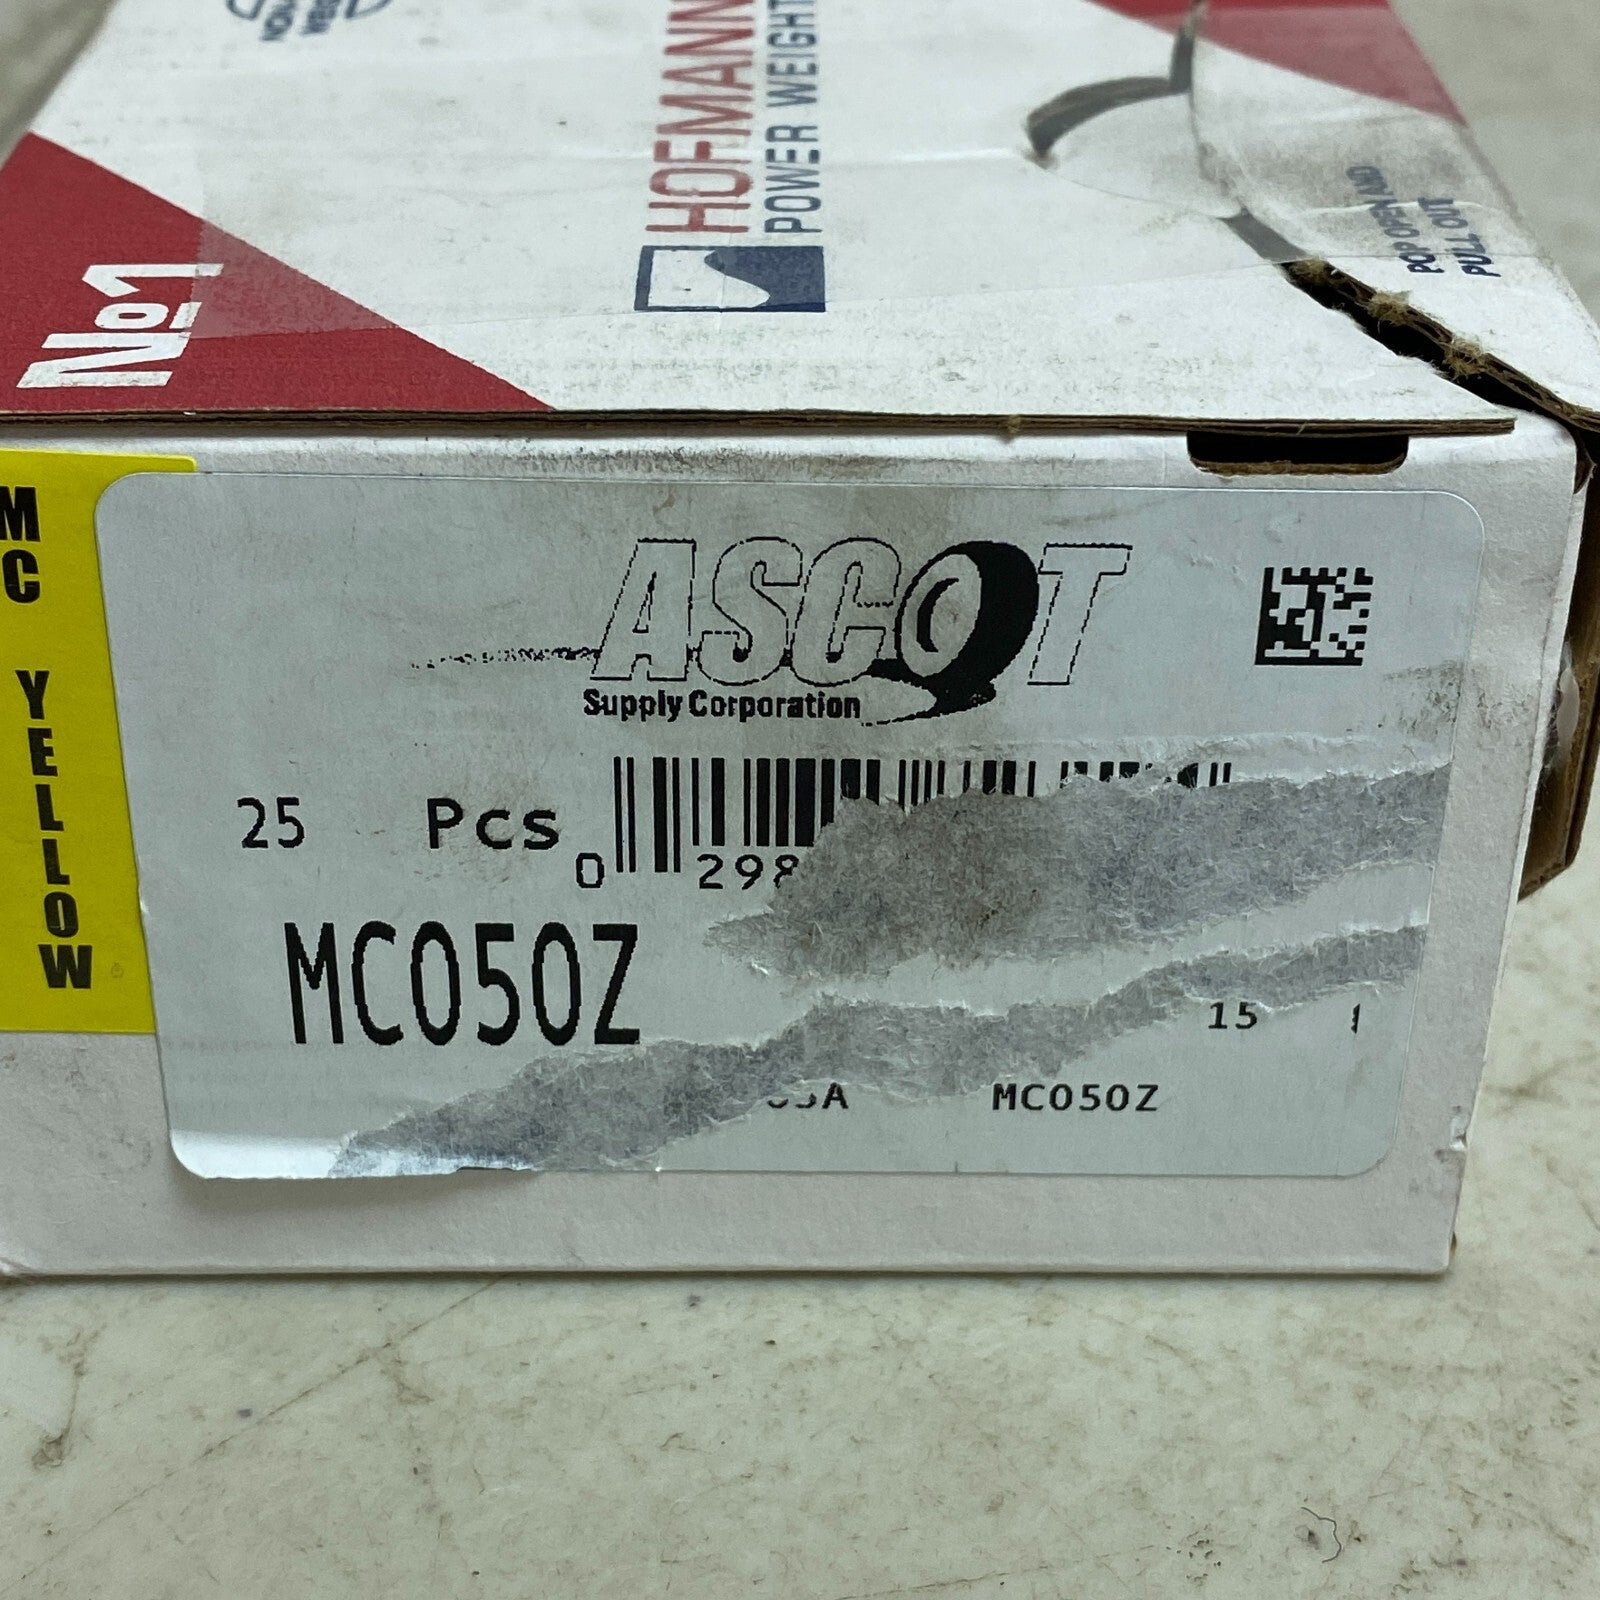 No1
HOFMANN
POWER WEIGHT
POP OPEN AND
PULL OUT
MC YELLOW
ASCOT
Supply Corporation
25 Pcs
0 298
MC050Z
15
MC050Z